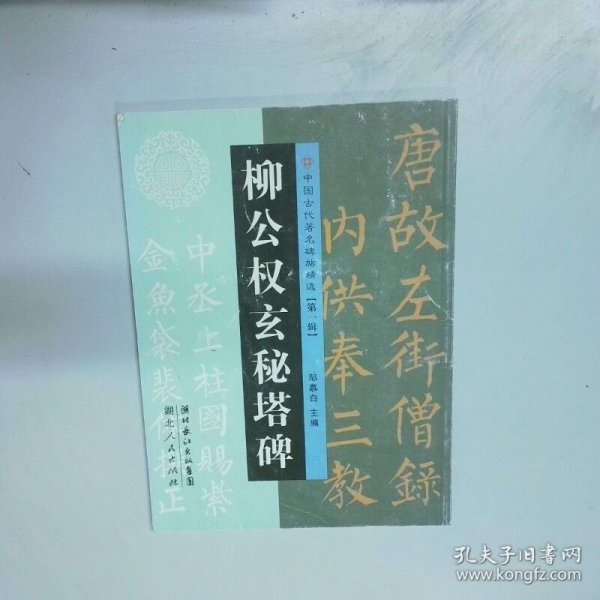 唐故左街僧録
内供奉三教
中国古代著名碑帖精选【第一辑】
邹慕白 主编
柳公权玄秘塔碑
中丞上柱國賜紫
金魚袋裴休撰正
湖北长江出版集团
湖北人民出版社
孔夫子旧书网
www.kongfz.com